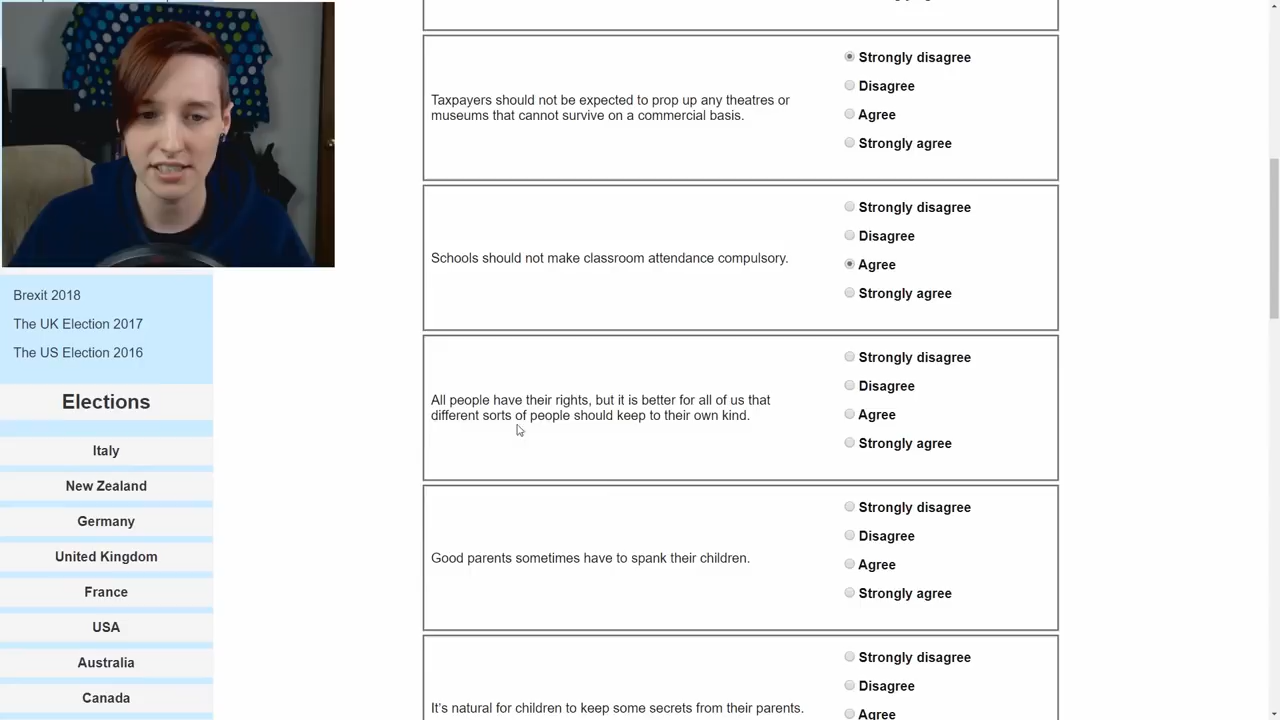 Strongly disagree
Taxpayers should not be expected to prop up any theatres or
museums that cannot survive on a commercial basis.
Disagree
Agree
Strongly agree
Strongly disagree
Schools should not make classroom attendance compulsory.
Disagree
Agree
Strongly agree
Brexit 2018
The UK Election 2017
The US Election 2016
Elections
Italy
New Zealand
Germany
United Kingdom
France
USA
Australia
Canada
Strongly disagree
All people have their rights, but it is better for all of us that
different sorts of people should keep to their own kind.
Disagree
Agree
Strongly agree
Strongly disagree
Good parents sometimes have to spank their children.
Disagree
Agree
Strongly agree
Strongly disagree
Disagree
It's natural for children to keep some secrets from their parents.
Agree